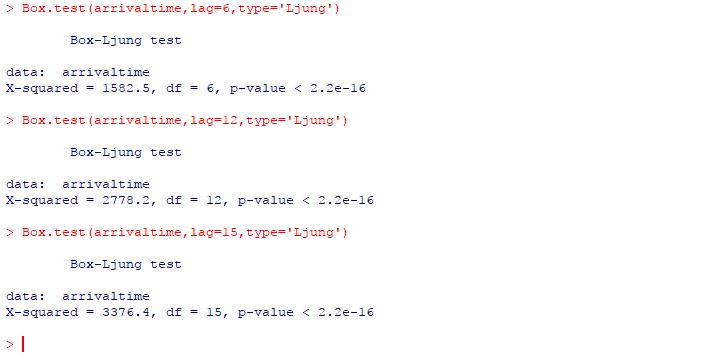 > Box.test(arrivaltime,lag=6,type='Ljung')
Box-Ljung test
data:  arrivaltime
X-squared = 1582.5, df = 6, p-value < 2.2e-16
> Box.test(arrivaltime,lag=12,type='Ljung')
Box-Ljung test
data:  arrivaltime
X-squared = 2778.2, df = 12, p-value < 2.2e-16
> Box.test(arrivaltime,lag=15,type='Ljung')
Box-Ljung test
data:  arrivaltime
X-squared = 3376.4, df = 15, p-value < 2.2e-16
>